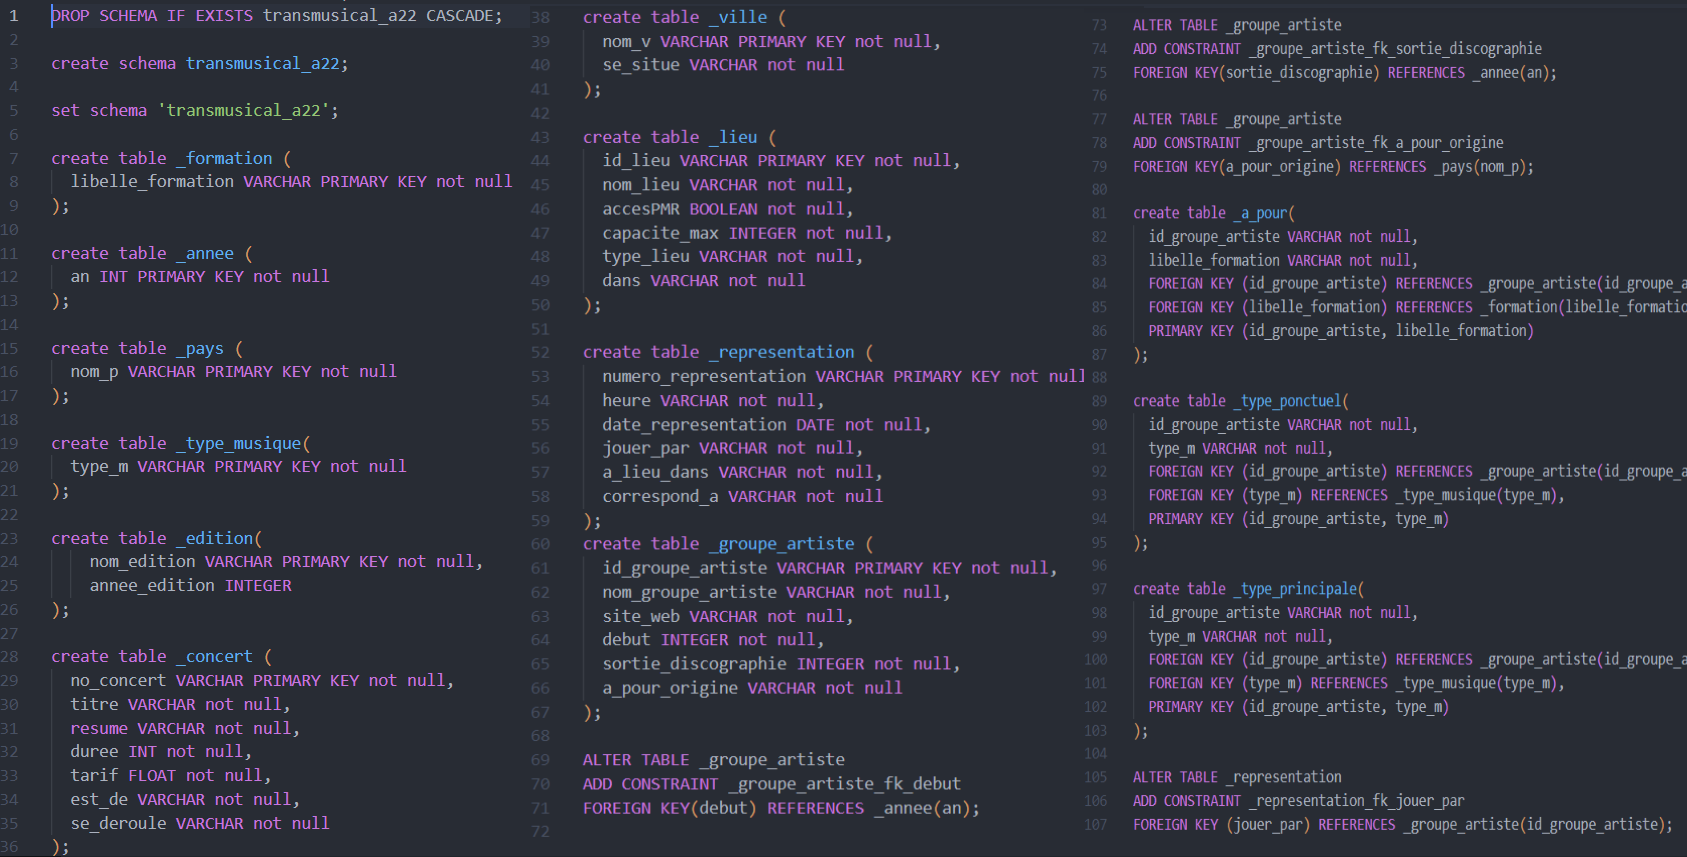 1 DROP SCHEMA IF EXISTS transmusical_a22 CASCADE;
2
3 create schema transmusical_a22;
4
5 set schema 'transmusical_a22';
6
7 create table _formation (
8 libelle_formation VARCHAR PRIMARY KEY not null
9 );
10
11 create table _annee (
12 an INT PRIMARY KEY not null
13 );
14
15 create table _pays (
16 nom_p VARCHAR PRIMARY KEY not null
17 );
18
19 create table _type_musique(
20 type_m VARCHAR PRIMARY KEY not null
21 );
22
23 create table _edition(
24 nom_edition VARCHAR PRIMARY KEY not null,
25 annee_edition INTEGER
26 );
27
28 create table _concert (
29 no_concert VARCHAR PRIMARY KEY not null,
30 titre VARCHAR not null,
31 resume VARCHAR not null,
32 duree INT not null,
33 tarif FLOAT not null,
34 est_de VARCHAR not null,
35 se_deroule VARCHAR not null
36 );
38 create table _ville (
39 nom_v VARCHAR PRIMARY KEY not null,
40 se_situe VARCHAR not null
41 );
42
43 create table _lieu (
44 id_lieu VARCHAR PRIMARY KEY not null,
45 nom_lieu VARCHAR not null,
46 accesPMR BOOLEAN not null,
47 capacite_max INTEGER not null,
48 type_lieu VARCHAR not null,
49 dans VARCHAR not null
50 );
51
52 create table _representation (
53 numero_representation VARCHAR PRIMARY KEY not null
54 heure VARCHAR not null,
55 date_representation DATE not null,
56 jouer_par VARCHAR not null,
57 a_lieu_dans VARCHAR not null,
58 correspond_a VARCHAR not null
59 );
60 create table _groupe_artiste (
61 id_groupe_artiste VARCHAR PRIMARY KEY not null,
62 nom_groupe_artiste VARCHAR not null,
63 site_web VARCHAR not null,
64 debut INTEGER not null,
65 sortie_discographie INTEGER not null,
66 a_pour_origine VARCHAR not null
67 );
68
69 ALTER TABLE _groupe_artiste
70 ADD CONSTRAINT _groupe_artiste_fk_debut
71 FOREIGN KEY(debut) REFERENCES _annee(an);
72
73 ALTER TABLE _groupe_artiste
74 ADD CONSTRAINT _groupe_artiste_fk_sortie_discographie
75 FOREIGN KEY(sortie_discographie) REFERENCES _annee(an);
76
77 ALTER TABLE _groupe_artiste
78 ADD CONSTRAINT _groupe_artiste_fk_a_pour_origine
79 FOREIGN KEY(a_pour_origine) REFERENCES _pays(nom_p);
80
81 create table _a_pour(
82 id_groupe_artiste VARCHAR not null,
83 libelle_formation VARCHAR not null,
84 FOREIGN KEY (id_groupe_artiste) REFERENCES _groupe_artiste(id_groupe_a
85 FOREIGN KEY (libelle_formation) REFERENCES _formation(libelle_formatio
86 PRIMARY KEY (id_groupe_artiste, libelle_formation)
87 );
88
89 create table _type_ponctuel(
90 id_groupe_artiste VARCHAR not null,
91 type_m VARCHAR not null,
92 FOREIGN KEY (id_groupe_artiste) REFERENCES _groupe_artiste(id_groupe_a
93 FOREIGN KEY (type_m) REFERENCES _type_musique(type_m),
94 PRIMARY KEY (id_groupe_artiste, type_m)
95 );
96
97 create table _type_principale(
98 id_groupe_artiste VARCHAR not null,
99 type_m VARCHAR not null,
100 FOREIGN KEY (id_groupe_artiste) REFERENCES _groupe_artiste(id_groupe_a
101 FOREIGN KEY (type_m) REFERENCES _type_musique(type_m),
102 PRIMARY KEY (id_groupe_artiste, type_m)
103 );
104
105 ALTER TABLE _representation
106 ADD CONSTRAINT _representation_fk_jouer_par
107 FOREIGN KEY (jouer_par) REFERENCES _groupe_artiste(id_groupe_artiste);